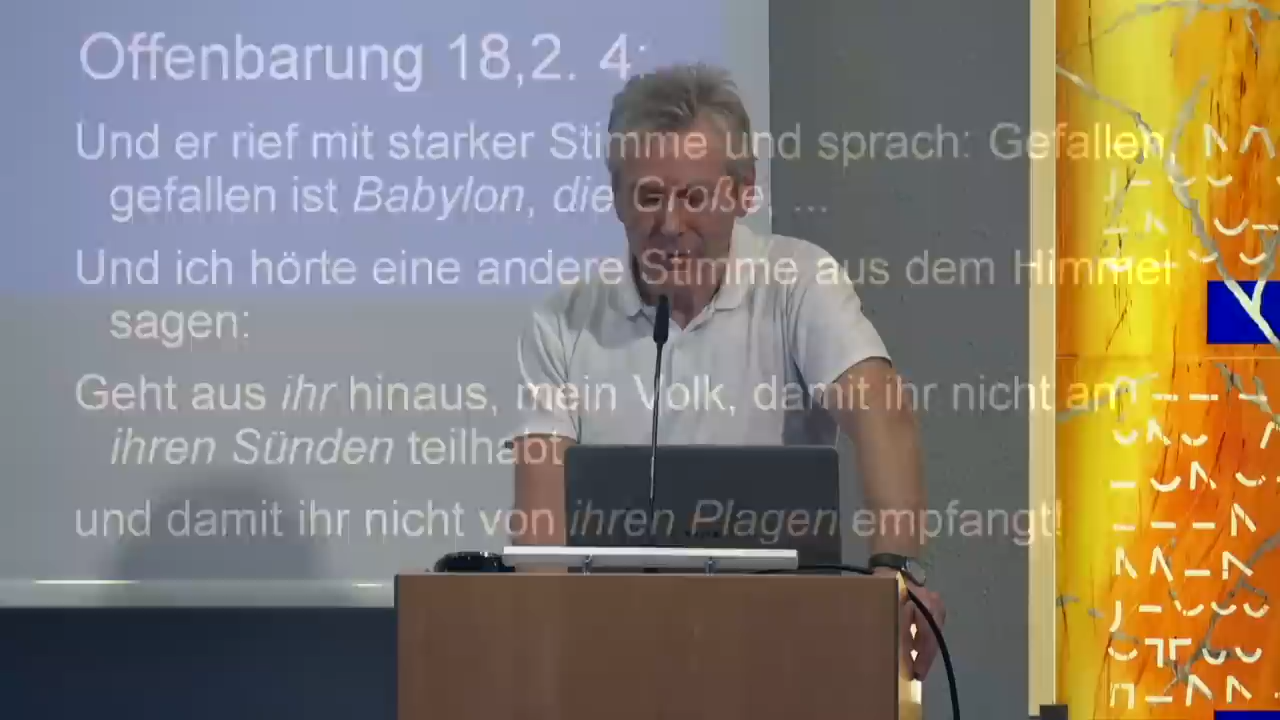 Offenbarung 18,2. 4:
Und er rief mit starker Stimme und sprach: Gefallen,
gefallen ist Babylon, die Große, ...
Und ich hörte eine andere Stimme aus dem Himmel
sagen:
Geht aus ihr hinaus, mein Volk, damit ihr nicht an
ihren Sünden teilhabt
und damit ihr nicht von ihren Plagen empfangt!